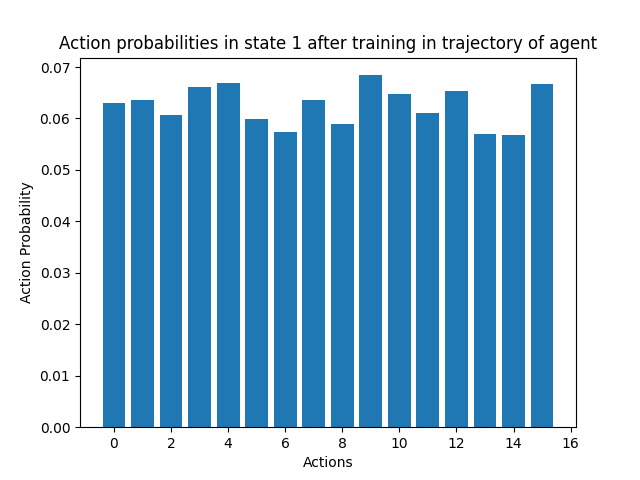 Action probabilities in state 1 after training in trajectory of agent
0.07
0.06
0.05
0.04
0.03
0.02
0.01
0.00
Action Probability
0 2 4 6 8 10 12 14 16
Actions